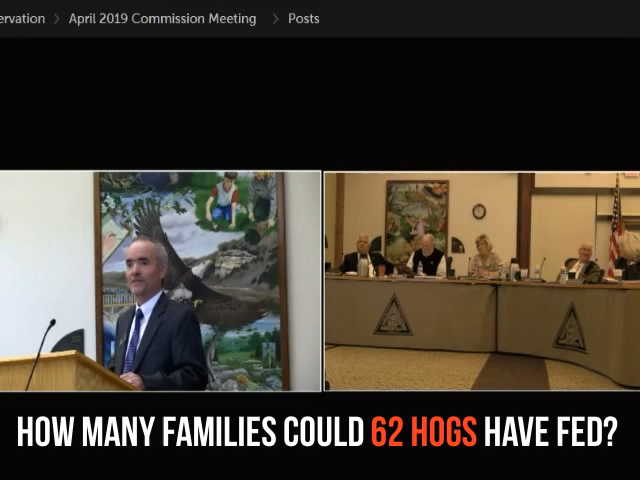 ervation > April 2019 Commission Meeting > Posts
HOW MANY FAMILIES COULD 62 HOGS HAVE FED?